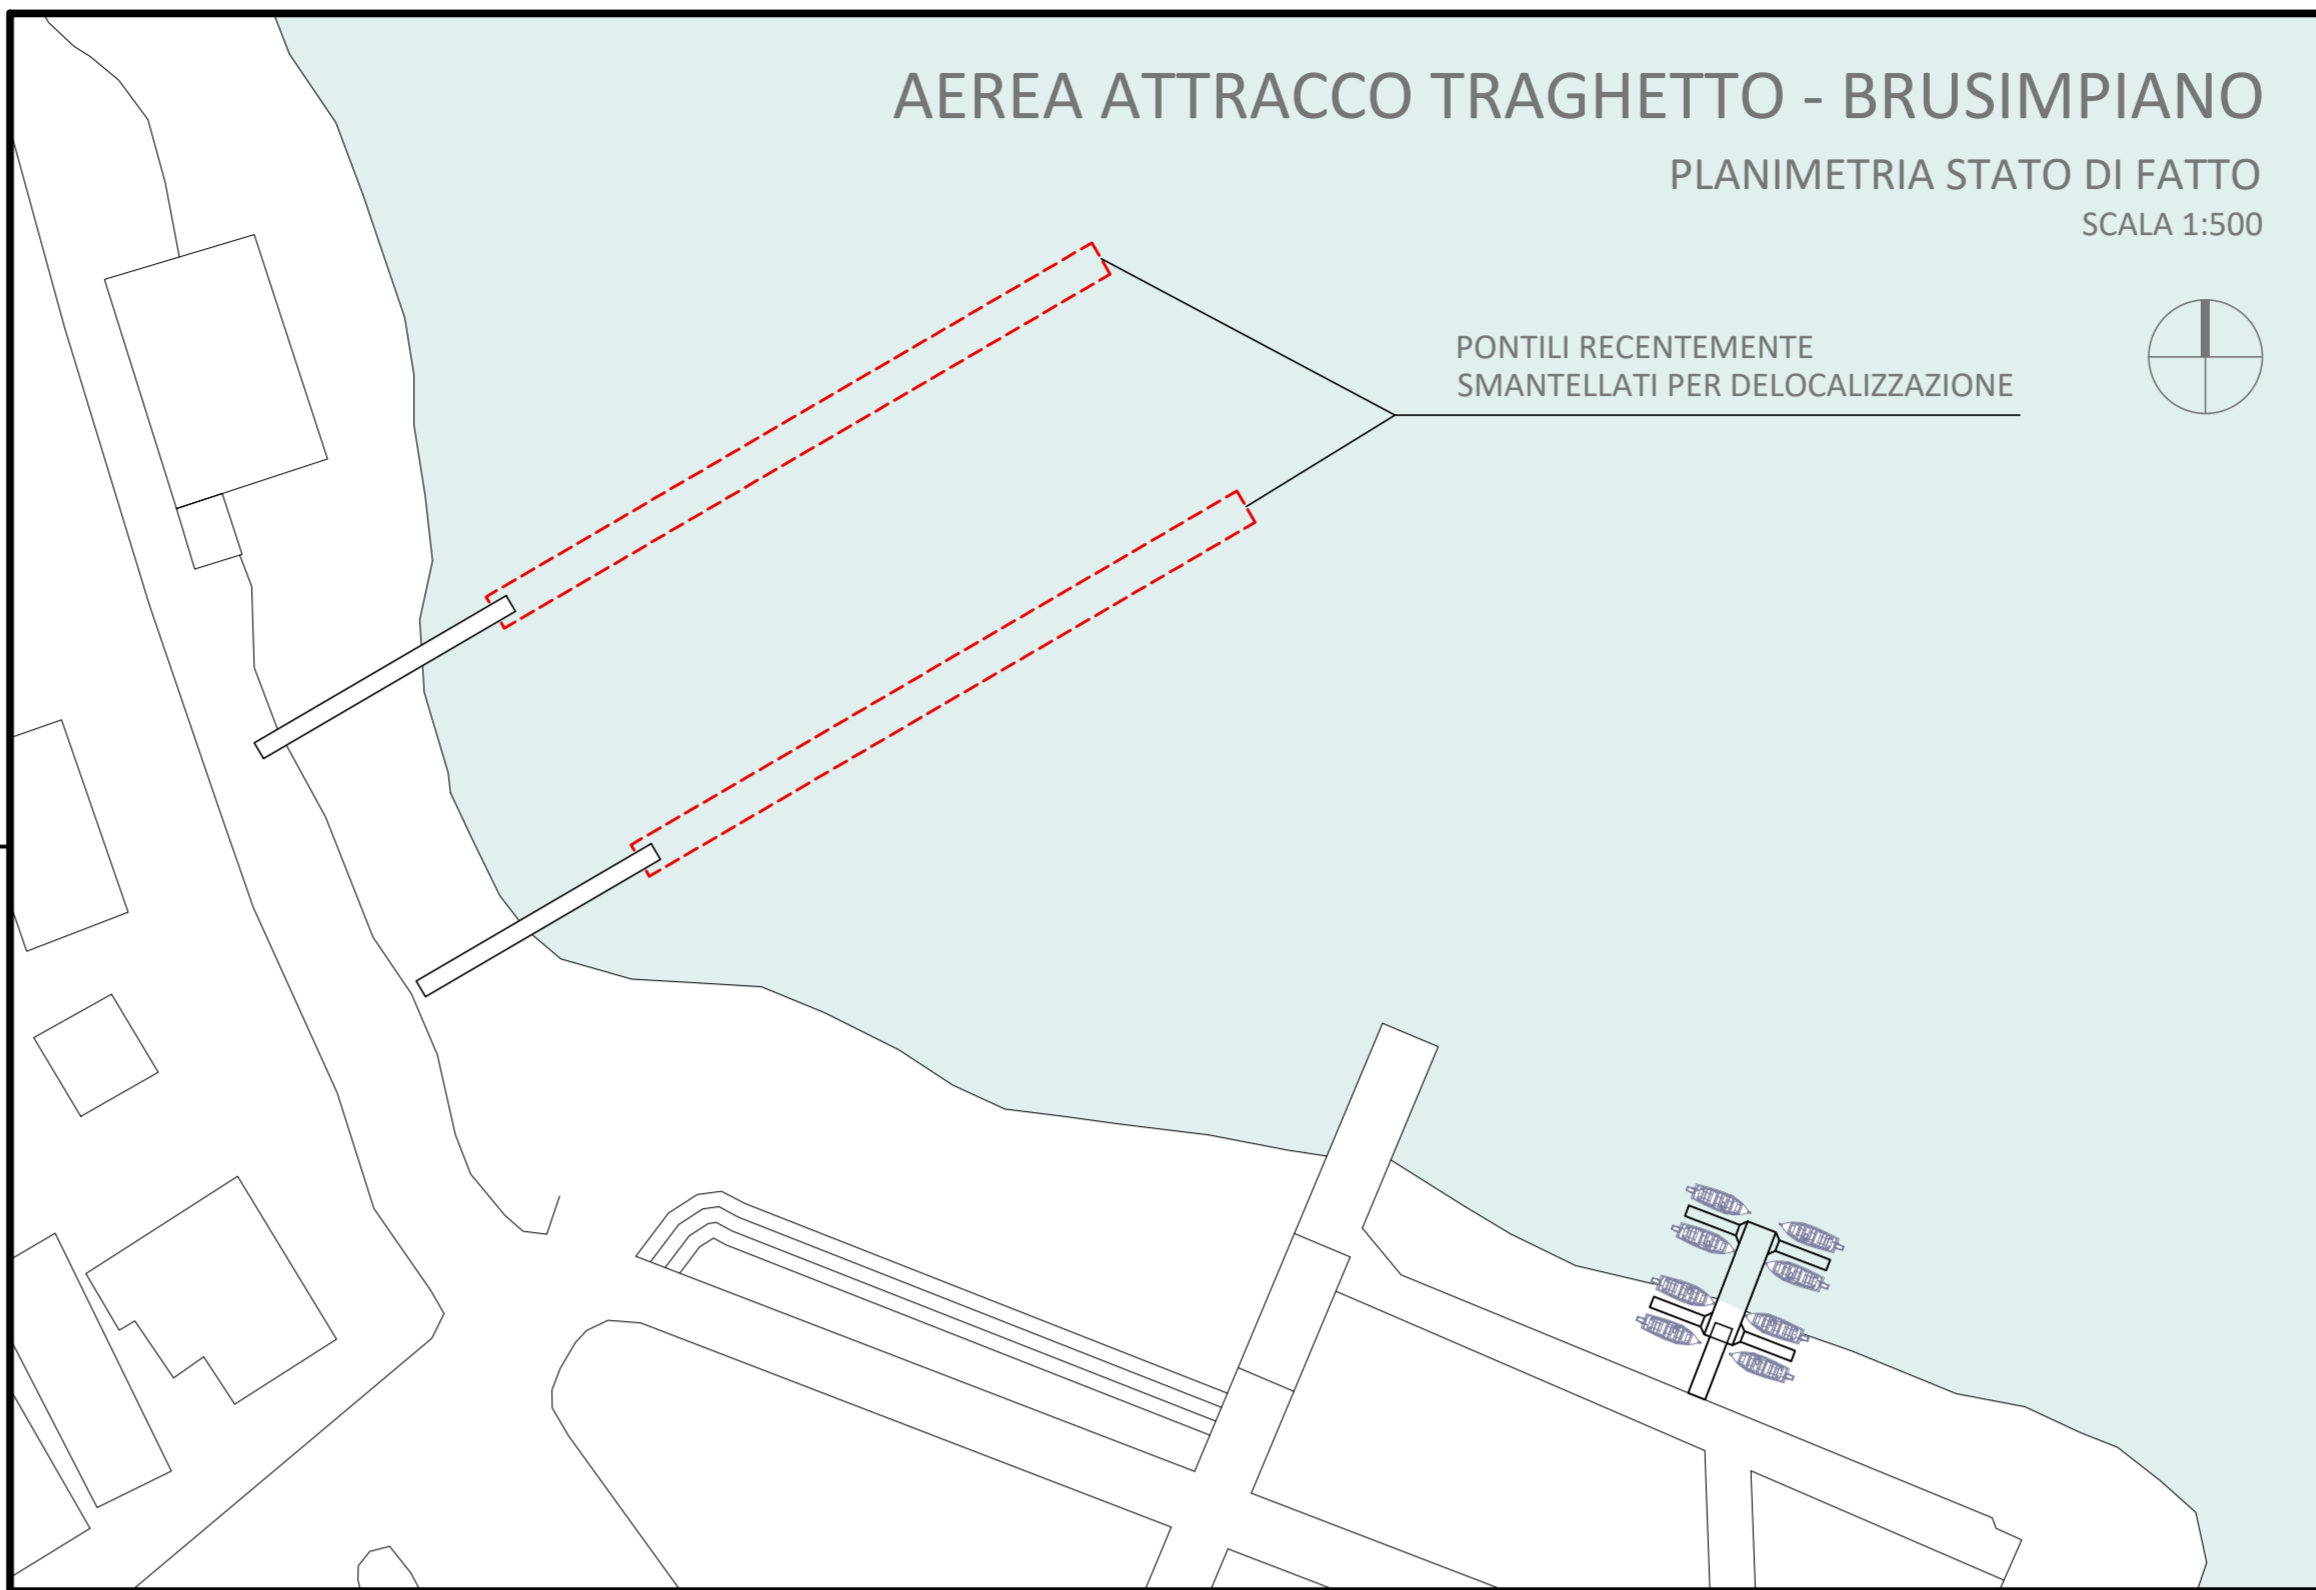 AEREA ATTRACCO TRAGHETTO - BRUSIMPIANO
PLANIMETRIA STATO DI FATTO
SCALA 1:500
PONTILI RECENTEMENTE
SMANTELLATI PER DELOCALIZZAZIONE